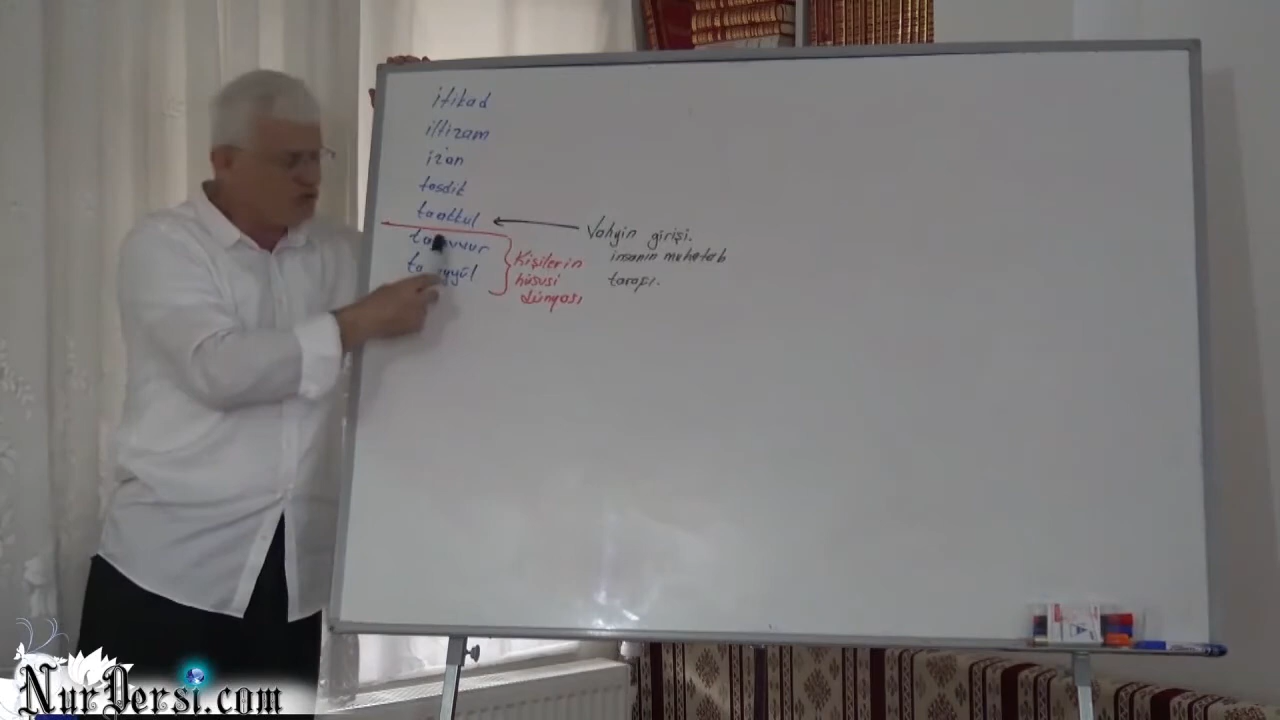 itikad
iltizam
iz'an
tasdik
taakkul
Vahyin girişi.
insanın muhatab
tarafı.
Kişilerin
hususi
dünyası
NurDersi.com